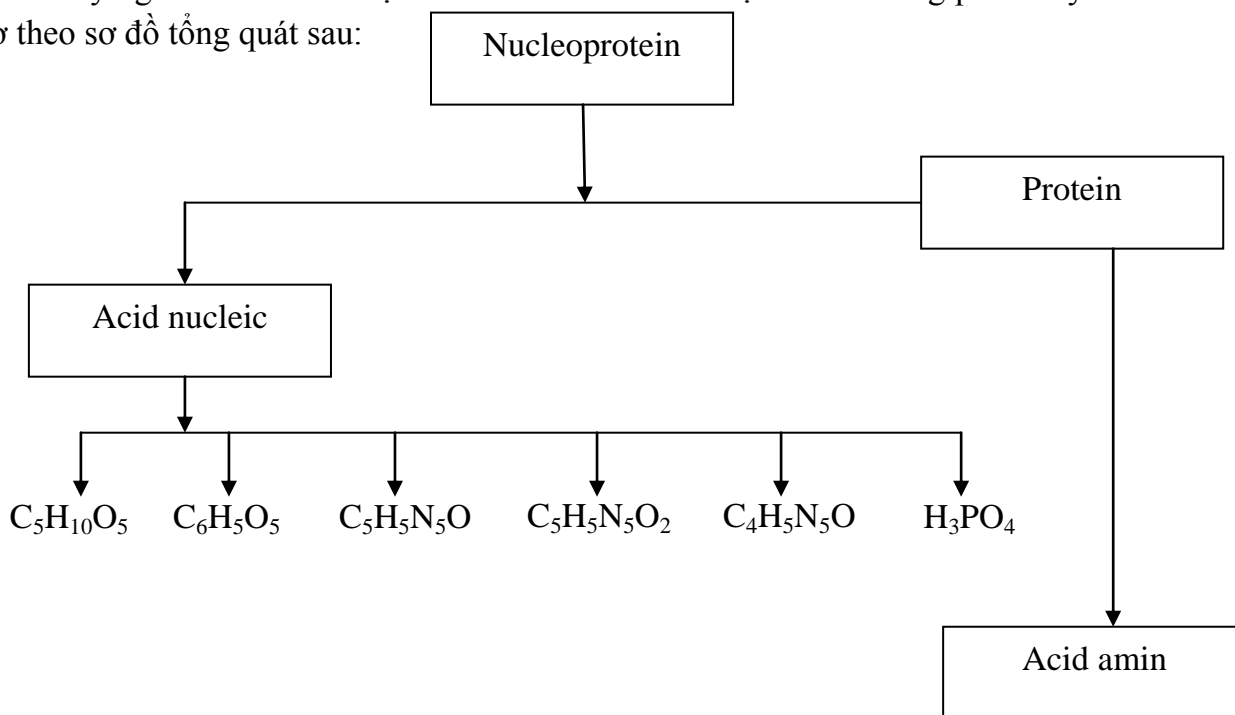 ơ theo sơ đồ tổng quát sau:
Nucleoprotein
Protein
Acid nucleic
C₅H₁₀O₅ C₆H₅O₅ C₅H₅N₅O C₅H₅N₅O₂ C₄H₅N₅O H₃PO₄
Acid amin